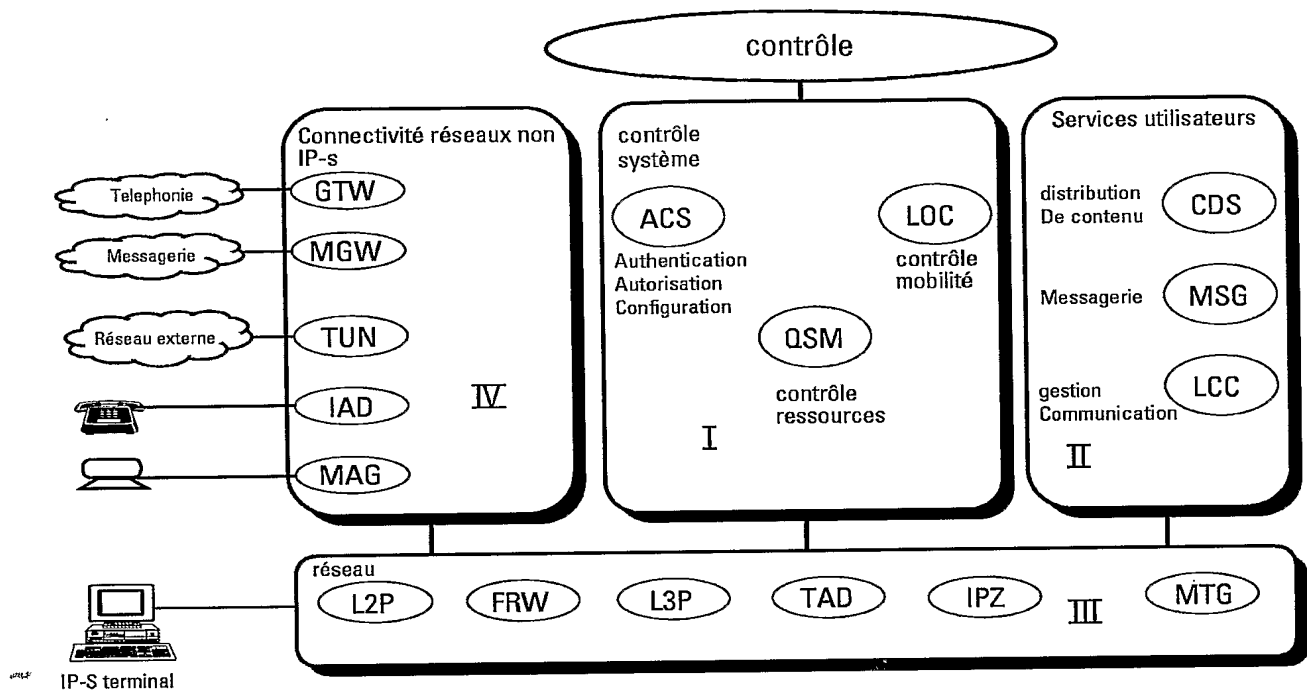 contrôle
Connectivité réseaux non
IP-s
GTW
MGW
TUN
IAD
MAG
IV
Telephonie
Messagerie
Réseau externe
contrôle
système
ACS
Authentication
Autorisation
Configuration
LOC
contrôle
mobilité
QSM
contrôle
ressources
I
Services utilisateurs
distribution
De contenu
CDS
Messagerie
MSG
gestion
Communication
LCC
II
réseau
L2P
FRW
L3P
TAD
IPZ
III
MTG
IP-S terminal